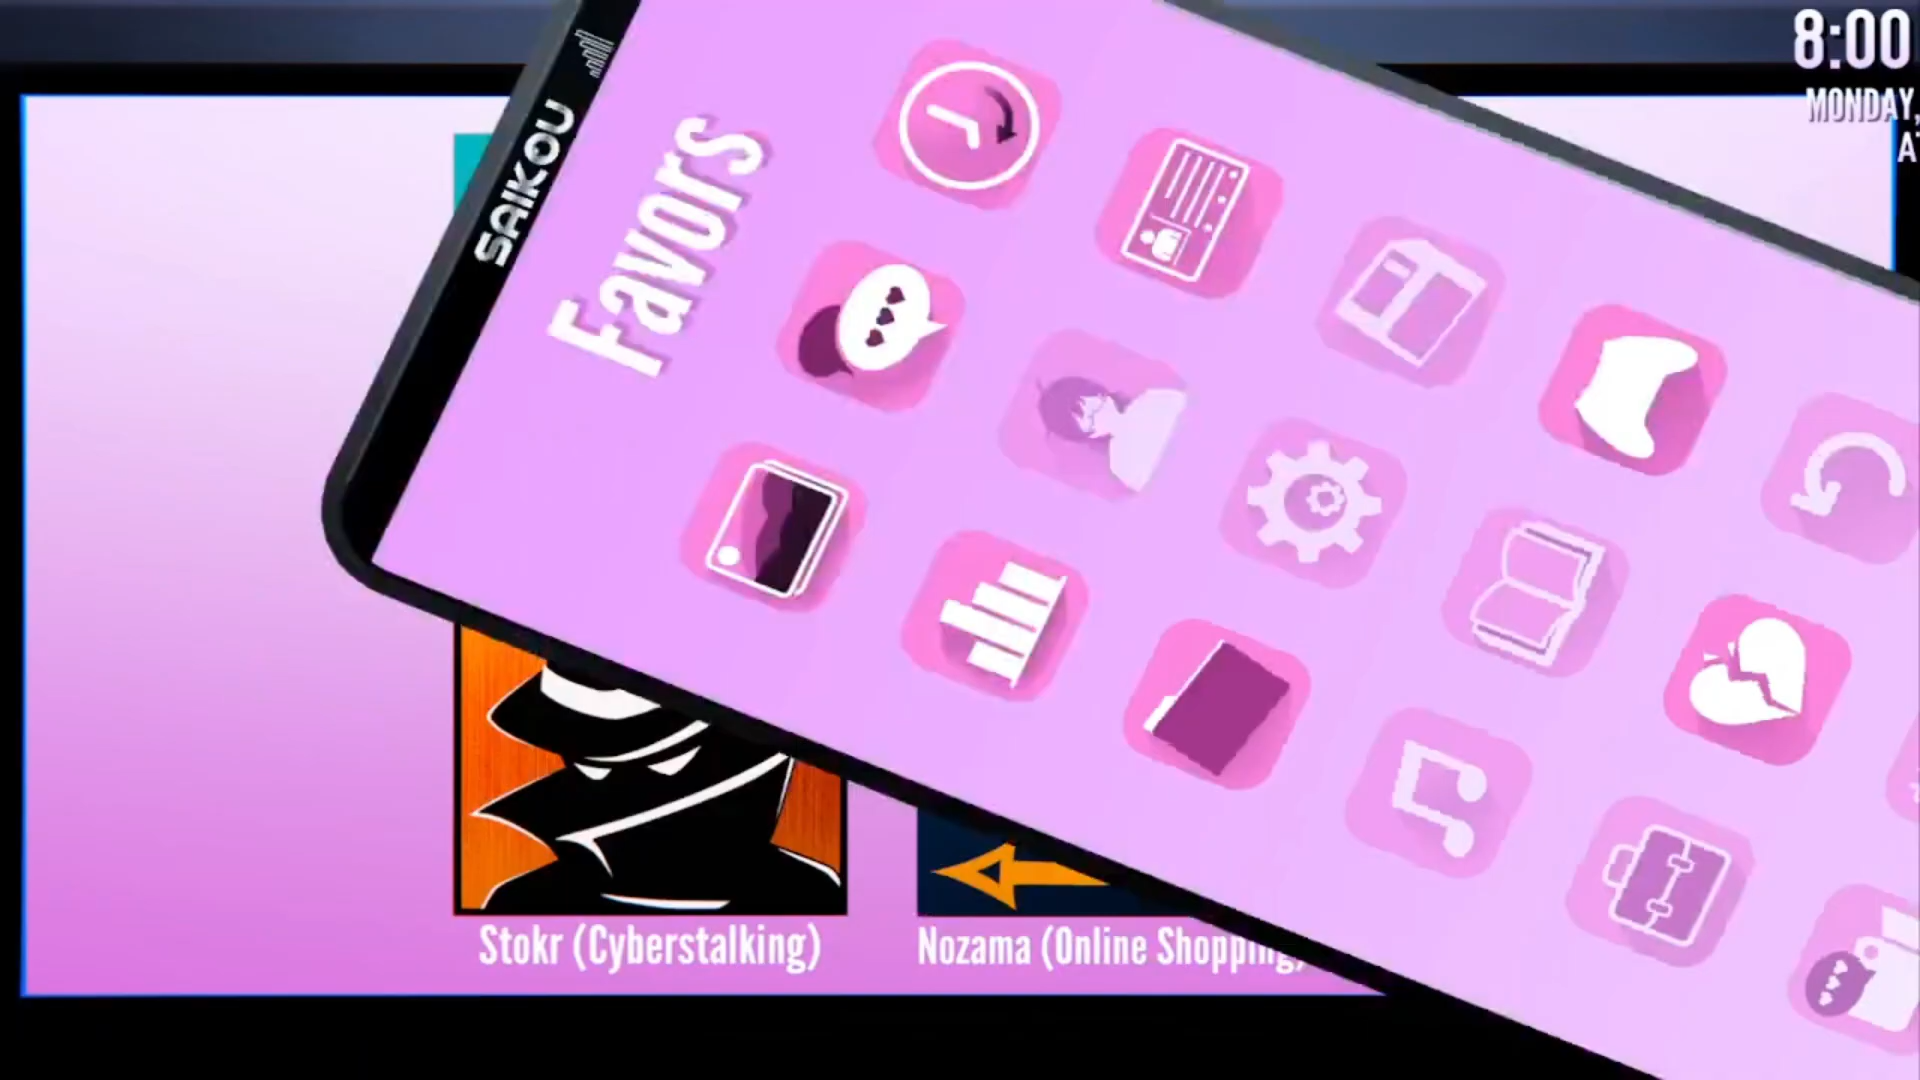 8:00
MONDAY,
A
SAIKOU
Favors
Stokr (Cyberstalking)
Nozama (Online Shopping)